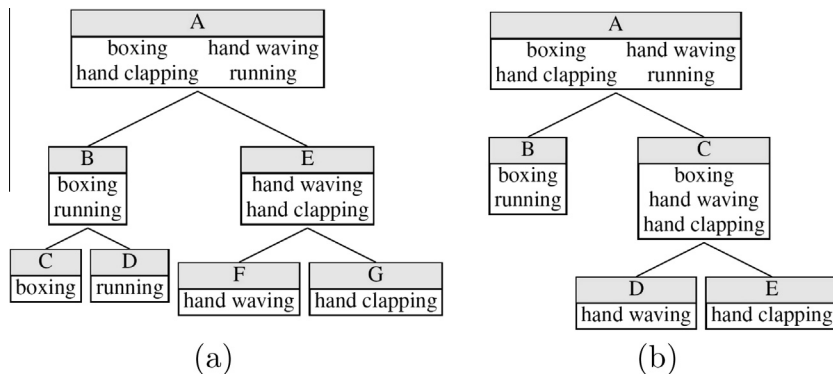 A
boxing hand waving
hand clapping running
B
boxing
running
E
hand waving
hand clapping
C
boxing
D
running
F
hand waving
G
hand clapping
(a)
A
boxing hand waving
hand clapping running
B
boxing
running
C
boxing
hand waving
hand clapping
D
hand waving
E
hand clapping
(b)